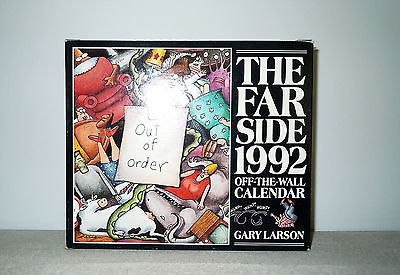 Out of
order
THE
FAR
SIDE
1992
OFF-THE-WALL
CALENDAR
GARY LARSON